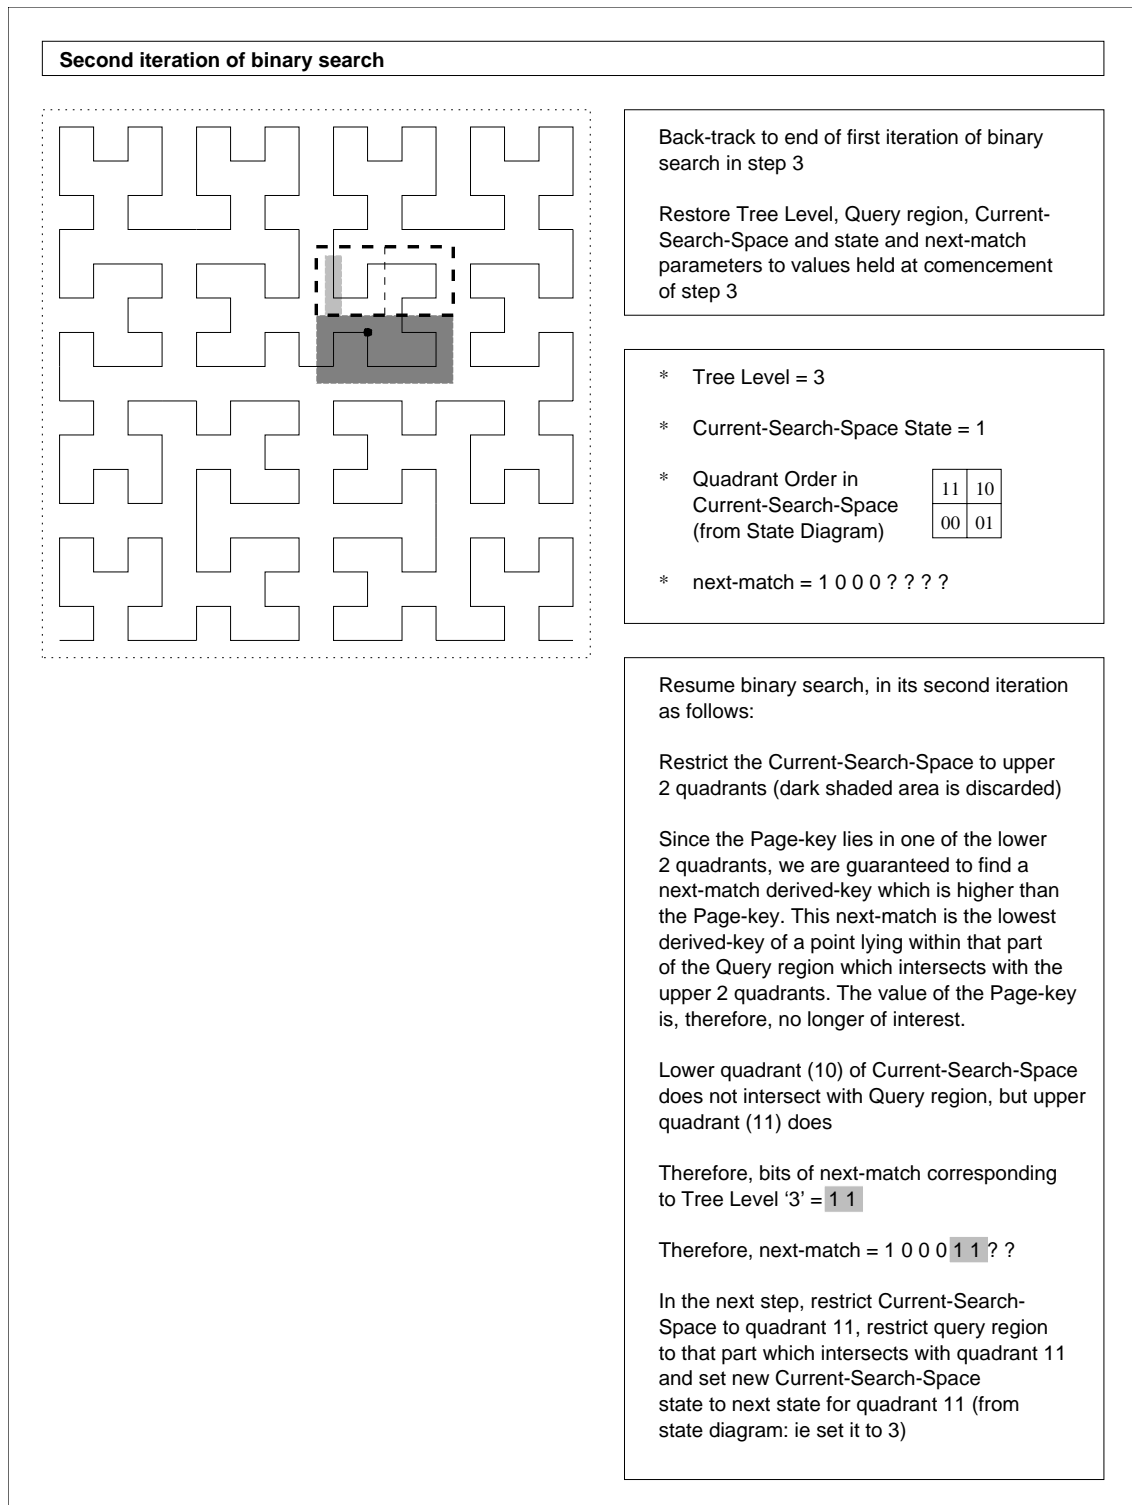 Second iteration of binary search
Back-track to end of first iteration of binary
search in step 3
Restore Tree Level, Query region, Current-
Search-Space and state and next-match
parameters to values held at comencement
of step 3
* Tree Level = 3
* Current-Search-Space State = 1
* Quadrant Order in
Current-Search-Space
(from State Diagram)
11 10
00 01
* next-match = 1 0 0 0 ? ? ? ?
Resume binary search, in its second iteration
as follows:
Restrict the Current-Search-Space to upper
2 quadrants (dark shaded area is discarded)
Since the Page-key lies in one of the lower
2 quadrants, we are guaranteed to find a
next-match derived-key which is higher than
the Page-key. This next-match is the lowest
derived-key of a point lying within that part
of the Query region which intersects with the
upper 2 quadrants. The value of the Page-key
is, therefore, no longer of interest.
Lower quadrant (10) of Current-Search-Space
does not intersect with Query region, but upper
quadrant (11) does
Therefore, bits of next-match corresponding
to Tree Level ‘3’ = 1 1
Therefore, next-match = 1 0 0 0 1 1 ? ?
In the next step, restrict Current-Search-
Space to quadrant 11, restrict query region
to that part which intersects with quadrant 11
and set new Current-Search-Space
state to next state for quadrant 11 (from
state diagram: ie set it to 3)